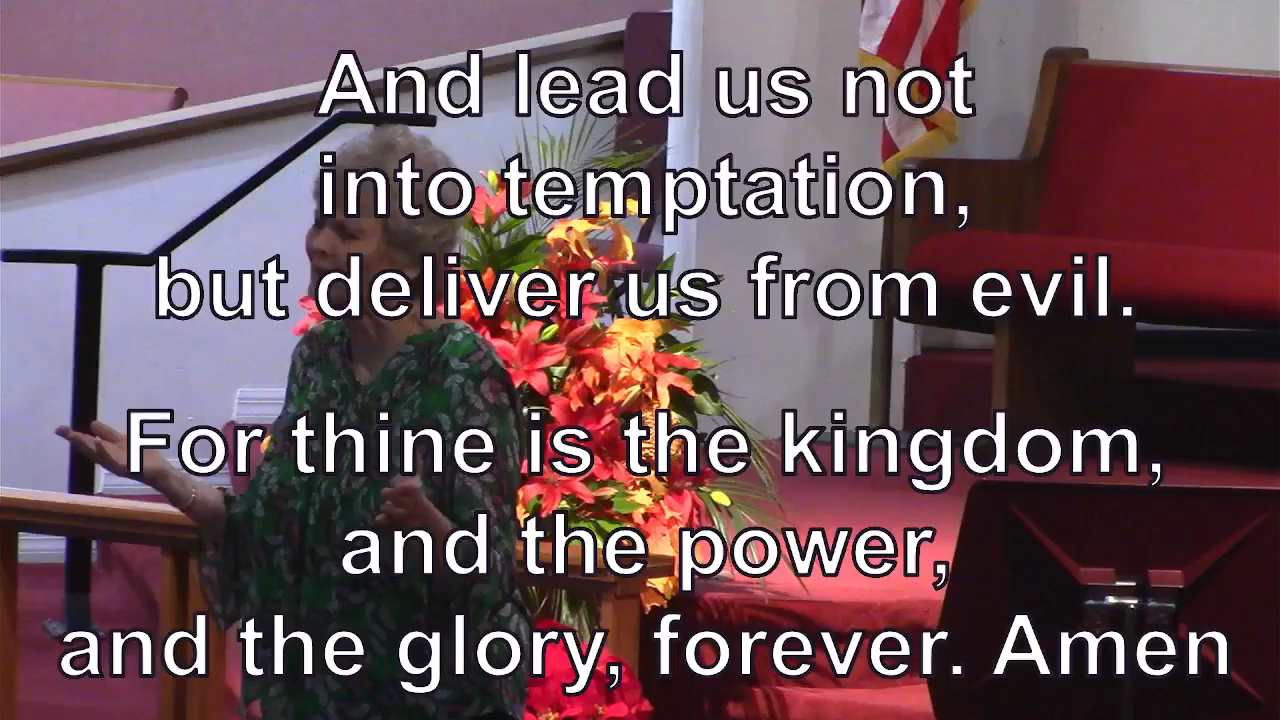 And lead us not
into temptation,
but deliver us from evil.
For thine is the kingdom,
and the power,
and the glory, forever. Amen